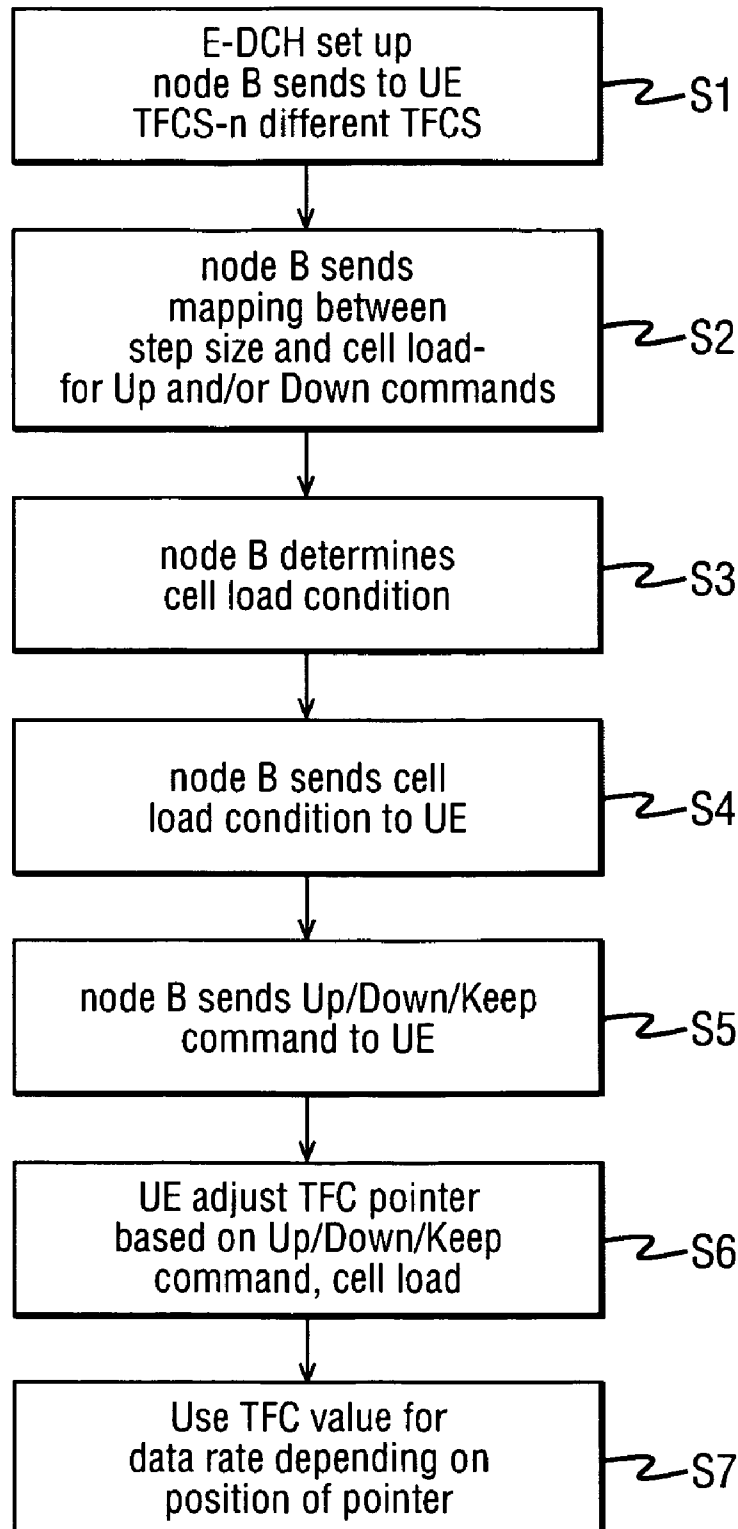 E-DCH set up
node B sends to UE
TFCS-n different TFCS
S1
node B sends
mapping between
step size and cell load-
for Up and/or Down commands
S2
node B determines
cell load condition
S3
node B sends cell
load condition to UE
S4
node B sends Up/Down/Keep
command to UE
S5
UE adjust TFC pointer
based on Up/Down/Keep
command, cell load
S6
Use TFC value for
data rate depending on
position of pointer
S7